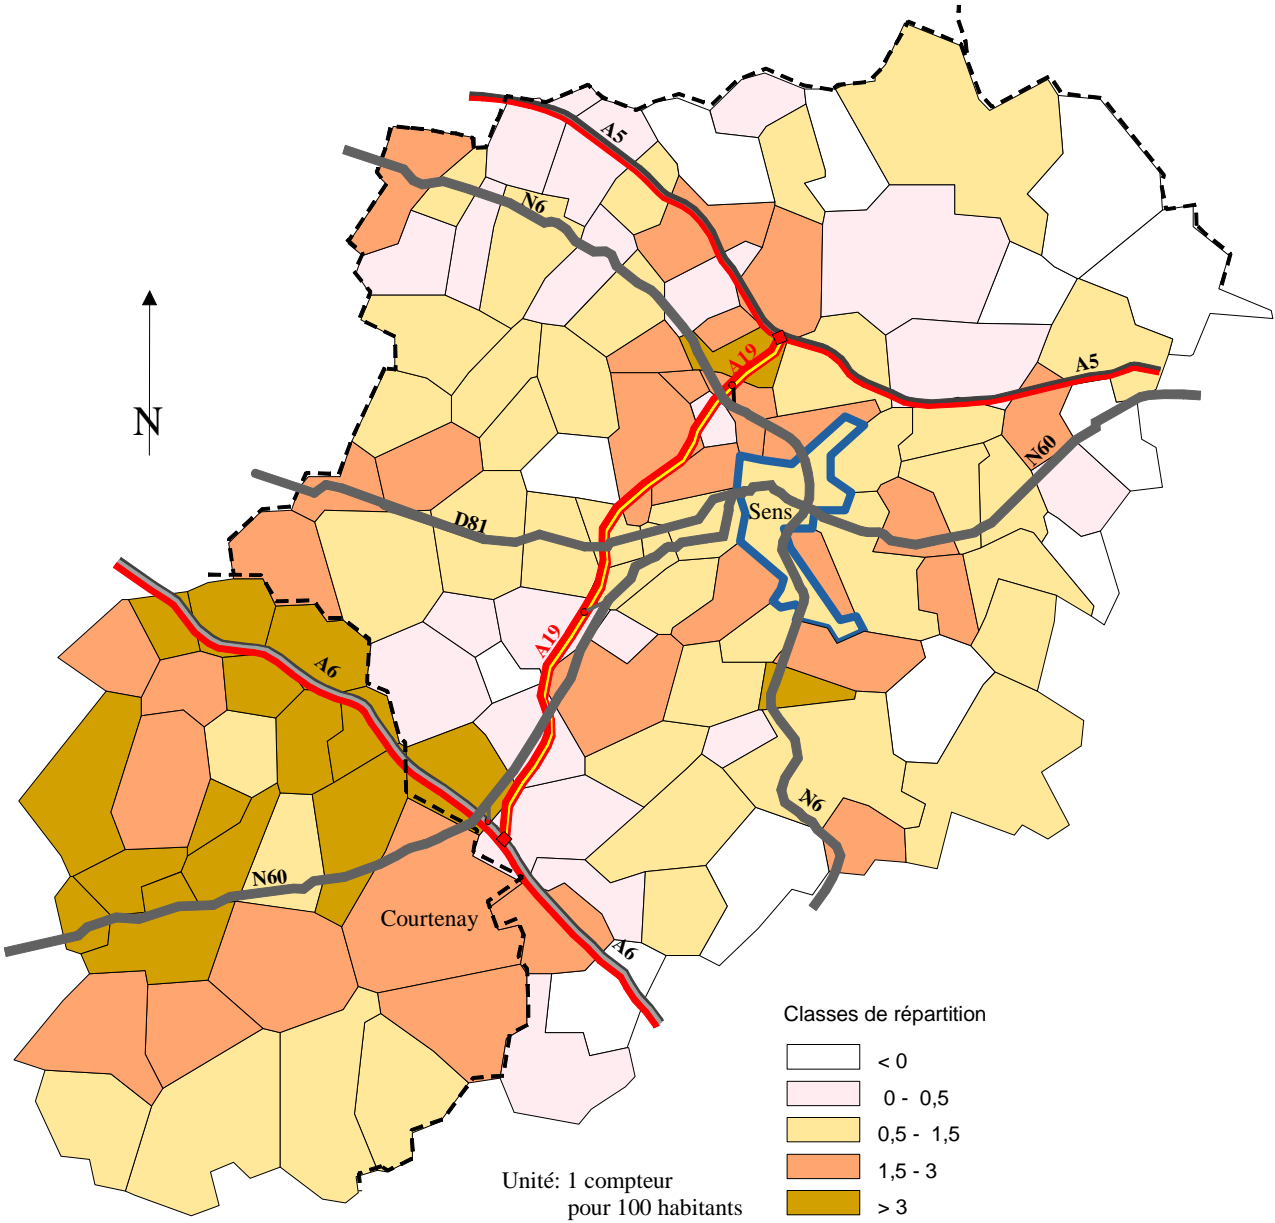 A5
N6
A19
A5
N
N60
D81
Sens
A19
A6
N6
N60
Courtenay
A6
Classes de répartition
< 0
0 - 0,5
0,5 - 1,5
1,5 - 3
> 3
Unité: 1 compteur
pour 100 habitants